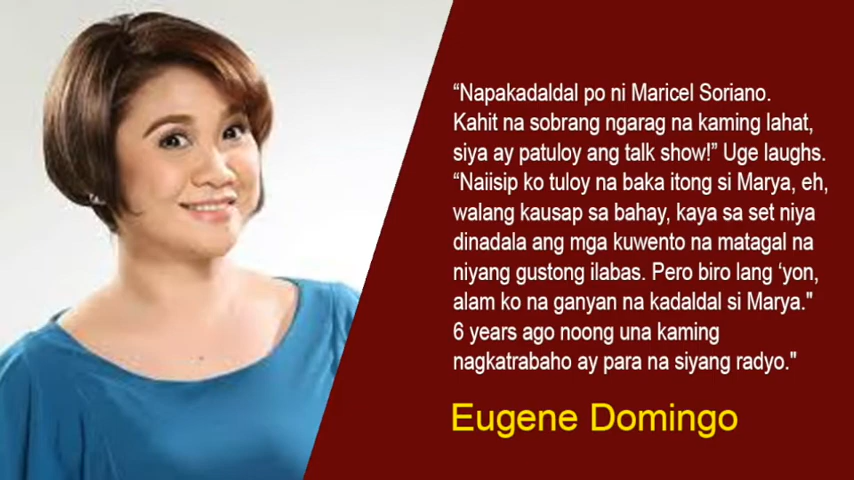 “Napakadaldal po ni Maricel Soriano.
Kahit na sobrang ngarag na kaming lahat,
siya ay patuloy ang talk show!” Uge laughs.
“Naiisip ko tuloy na baka itong si Marya, eh,
walang kausap sa bahay, kaya sa set niya
dinadala ang mga kuwento na matagal na
niyang gustong ilabas. Pero biro lang ‘yon,
alam ko na ganyan na kadaldal si Marya."
6 years ago noong una kaming
nagkatrabaho ay para na siyang radyo."
Eugene Domingo